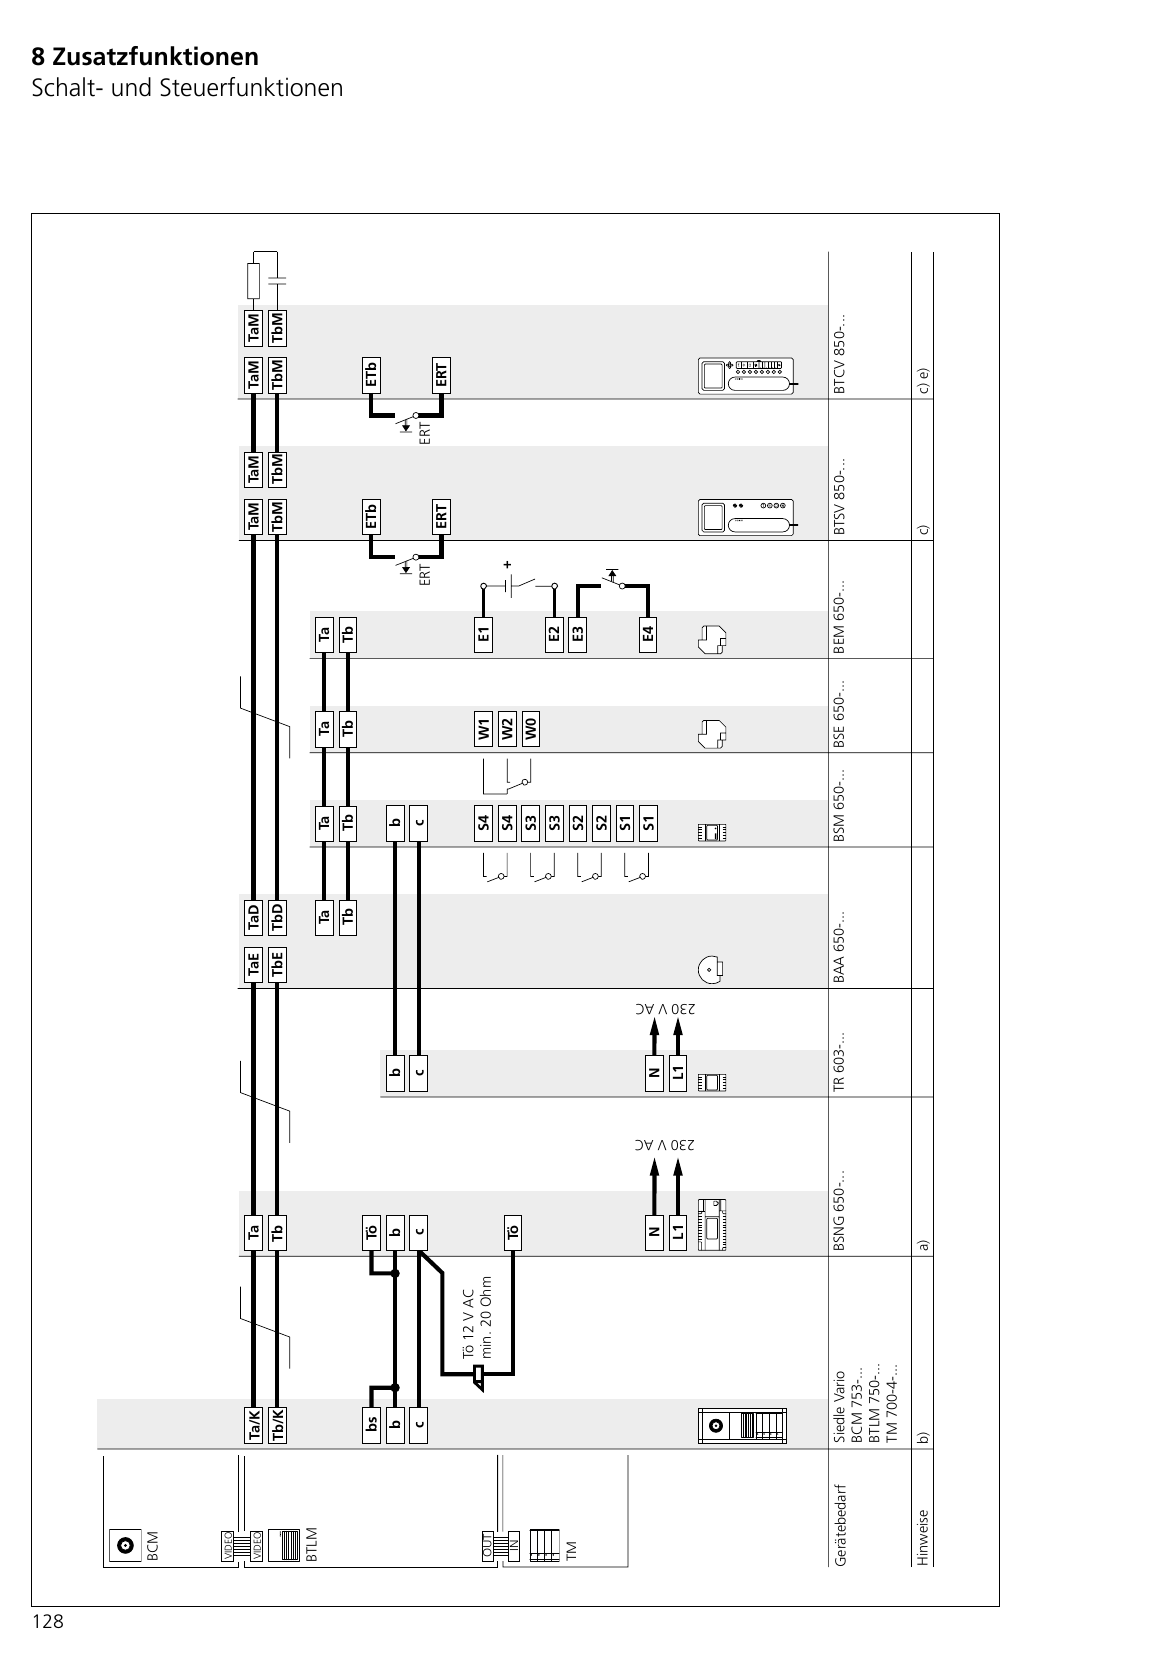 8 Zusatzfunktionen
Schalt- und Steuerfunktionen
TaM
TbM
TaM
TbM
ETb
ERT
ERT
BTCV 850-...
c) e)
TaM
TbM
TaM
TbM
ETb
ERT
ERT
BTSV 850-...
c)
+
Ta
Tb
E1
E2
E3
E4
BEM 650-...
Ta
Tb
W1
W2
W0
BSE 650-...
Ta
Tb
b
c
S4
S4
S3
S3
S2
S2
S1
S1
BSM 650-...
TaD
TbD
Ta
Tb
TaE
TbE
BAA 650-...
230 V AC
b
c
N
L1
TR 603-...
230 V AC
Ta
Tb
Tö
b
c
Tö
N
L1
BSNG 650-...
a)
Tö 12 V AC
min. 20 Ohm
Ta/K
Tb/K
bs
b
c
Siedle Vario
BCM 753-...
BTLM 750-...
TM 700-4-...
b)
BCM
VIDEO
VIDEO
BTLM
OUT
IN
TM
Gerätebedarf
Hinweise
128